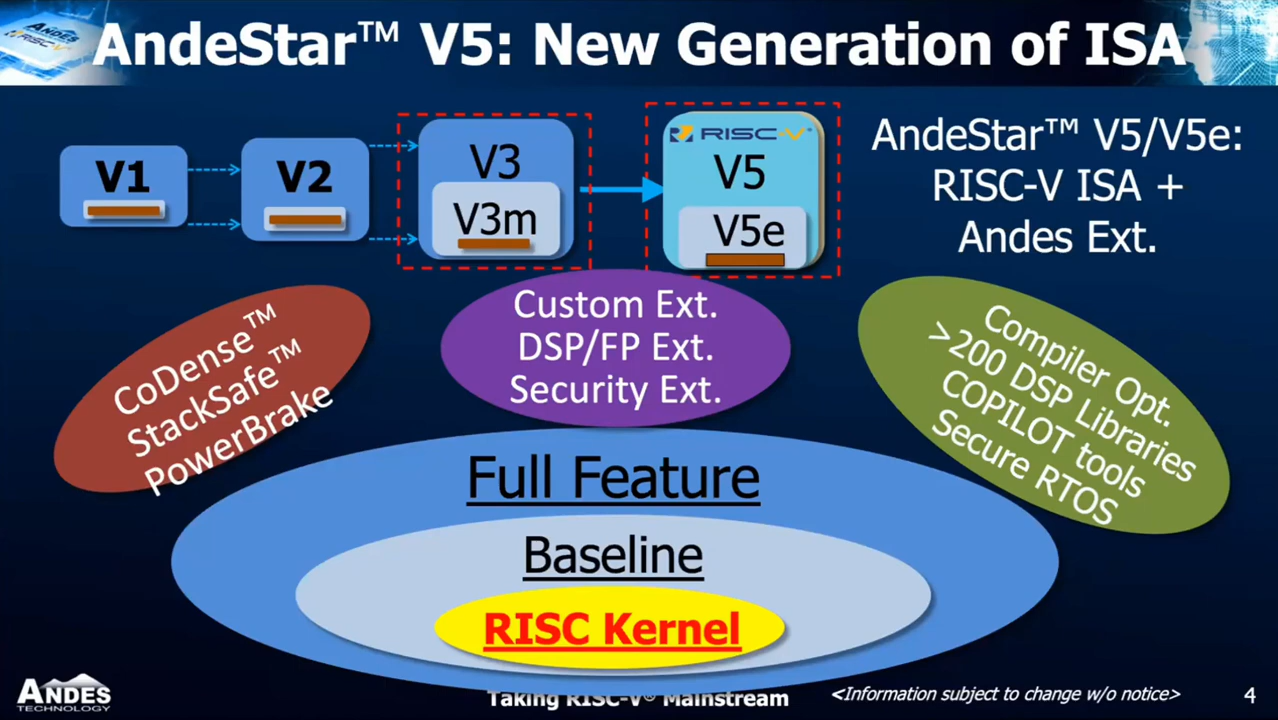 ANDES
RISC-V
AndeStar™ V5: New Generation of ISA
V1
V2
V3
V3m
RISC-V
V5
V5e
AndeStar™ V5/V5e:
RISC-V ISA +
Andes Ext.
CoDense™
StackSafe™
PowerBrake
Custom Ext.
DSP/FP Ext.
Security Ext.
Compiler Opt.
>200 DSP Libraries
COPILOT tools
Secure RTOS
Full Feature
Baseline
RISC Kernel
ANDES
TECHNOLOGY
Taking RISC-V® Mainstream
<Information subject to change w/o notice>
4